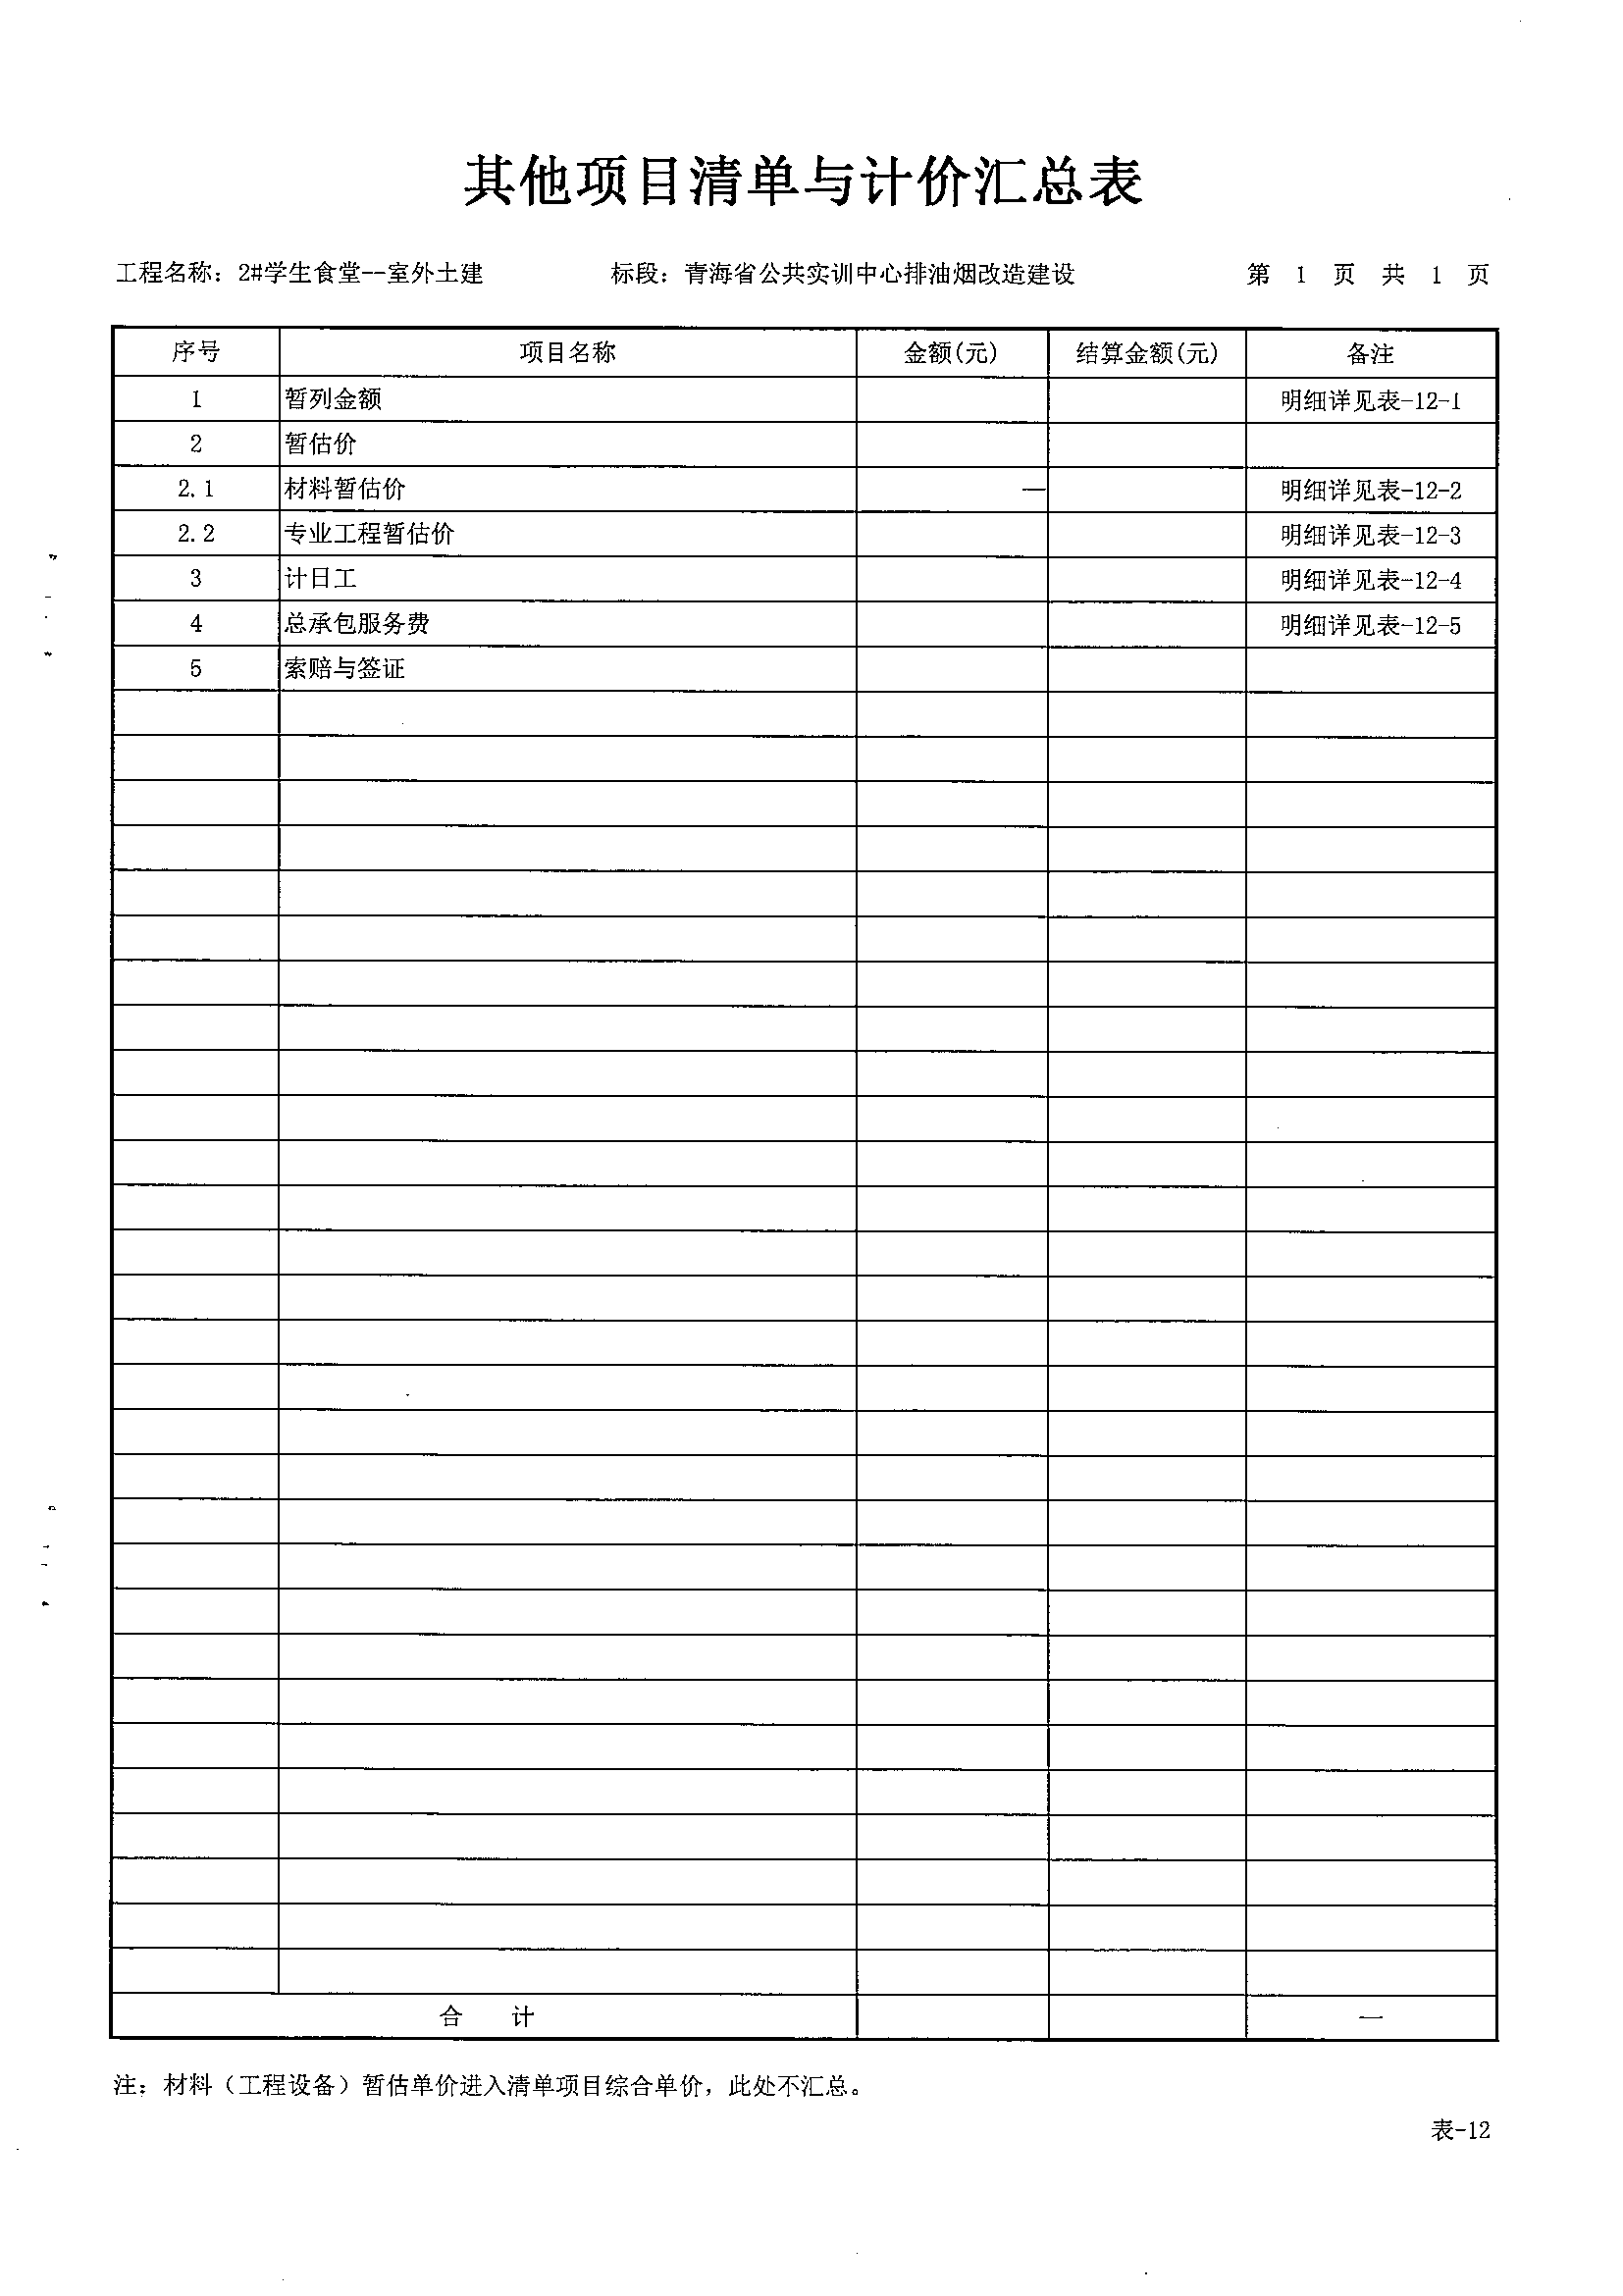 其他项目清单与计价汇总表
工程名称：2#学生食堂--室外土建 标段：青海省公共实训中心排油烟改造建设 第 1 页 共 1 页
序号 项目名称 金额(元) 结算金额(元) 备注
1 暂列金额 明细详见表-12-1
2 暂估价
2.1 材料暂估价 — 明细详见表-12-2
2.2 专业工程暂估价 明细详见表-12-3
3 计日工 明细详见表-12-4
4 总承包服务费 明细详见表-12-5
5 索赔与签证
合 计 —
注：材料（工程设备）暂估单价进入清单项目综合单价，此处不汇总。
表-12